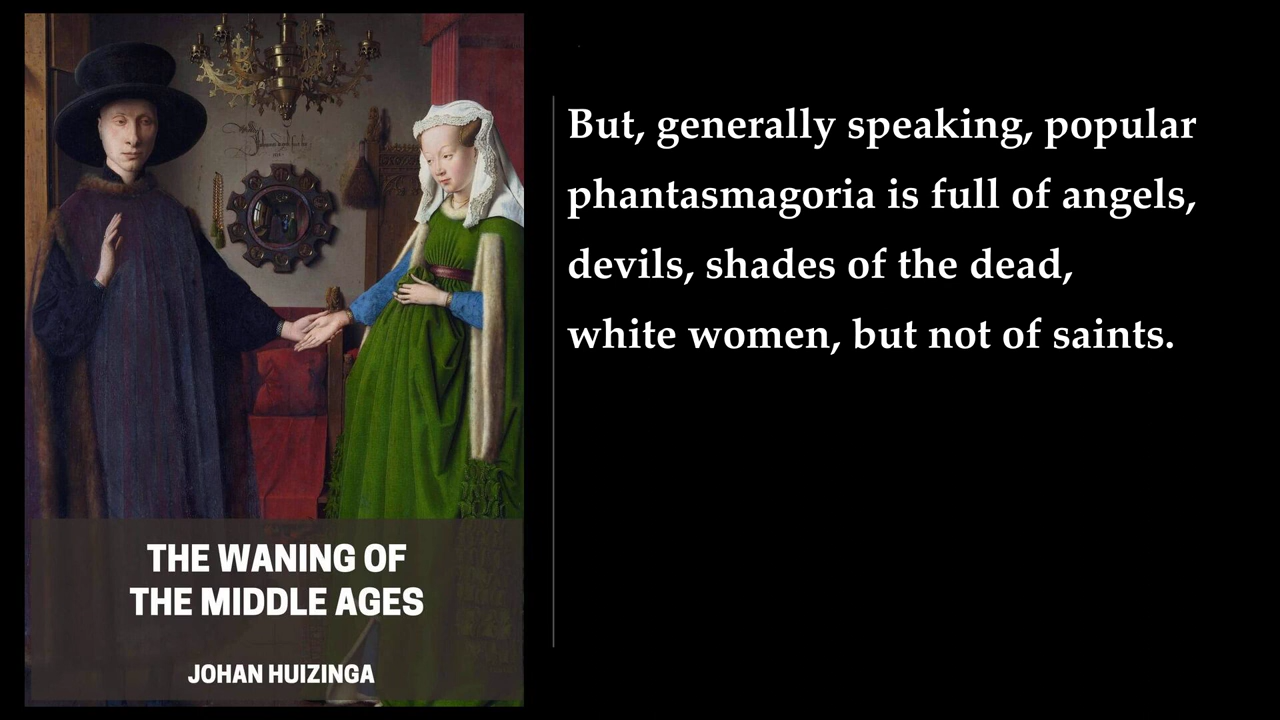 But, generally speaking, popular
phantasmagoria is full of angels,
devils, shades of the dead,
white women, but not of saints.
THE WANING OF
THE MIDDLE AGES
JOHAN HUIZINGA